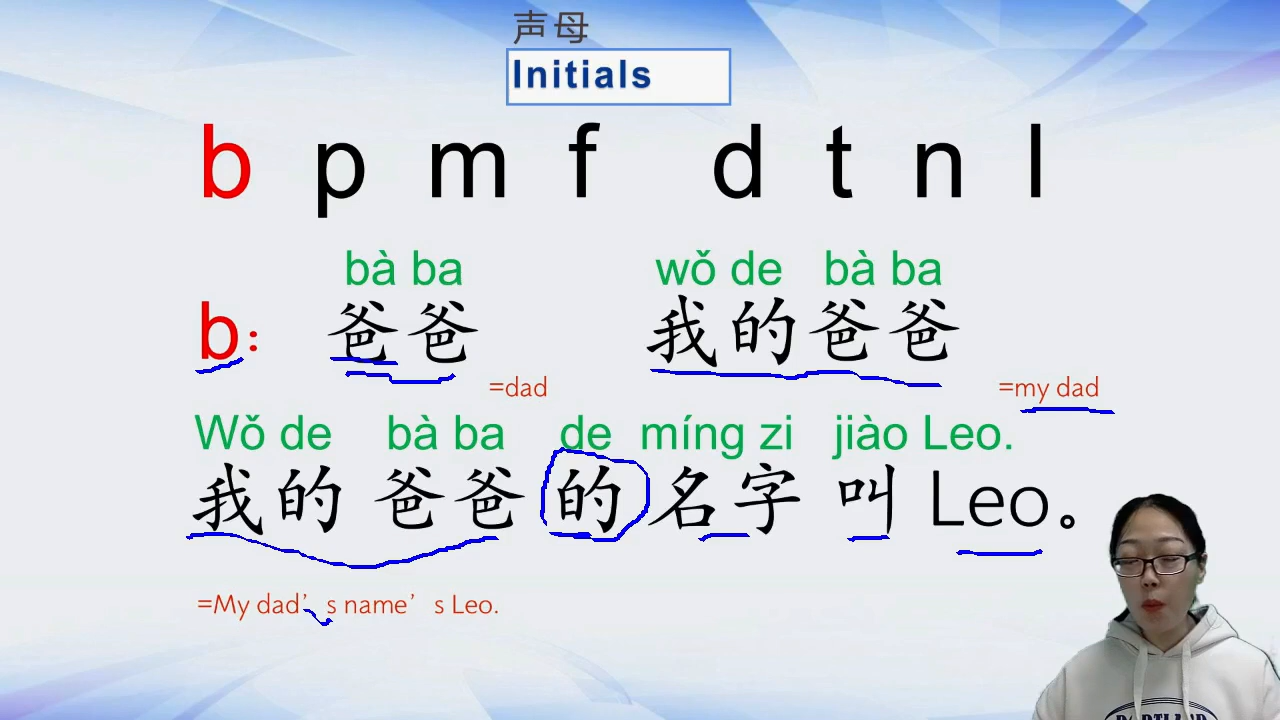 声母
Initials
b p m f d t n l
bà ba wǒ de bà ba
b: 爸爸 我的爸爸
=dad =my dad
Wǒ de bà ba de míng zi jiào Leo.
我的 爸爸 的 名字 叫 Leo。
=My dad’s name’s Leo.